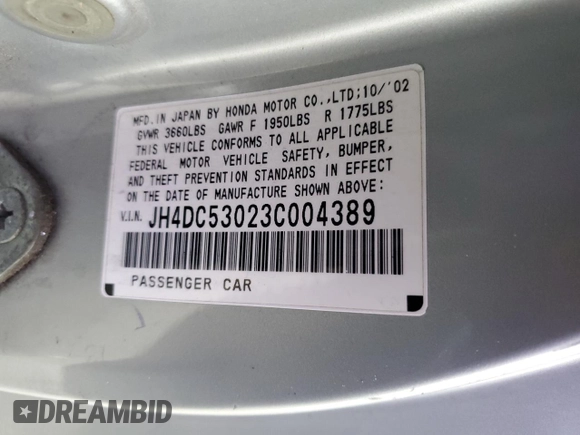 MFD. IN JAPAN BY HONDA MOTOR CO.,LTD;10/'02
GVWR 3660LBS GAWR F 1950LBS R 1775LBS
THIS VEHICLE CONFORMS TO ALL APPLICABLE
FEDERAL MOTOR VEHICLE SAFETY, BUMPER,
AND THEFT PREVENTION STANDARDS IN EFFECT
ON THE DATE OF MANUFACTURE SHOWN ABOVE:
V.I.N. JH4DC53023C004389
PASSENGER CAR
DREAMBID